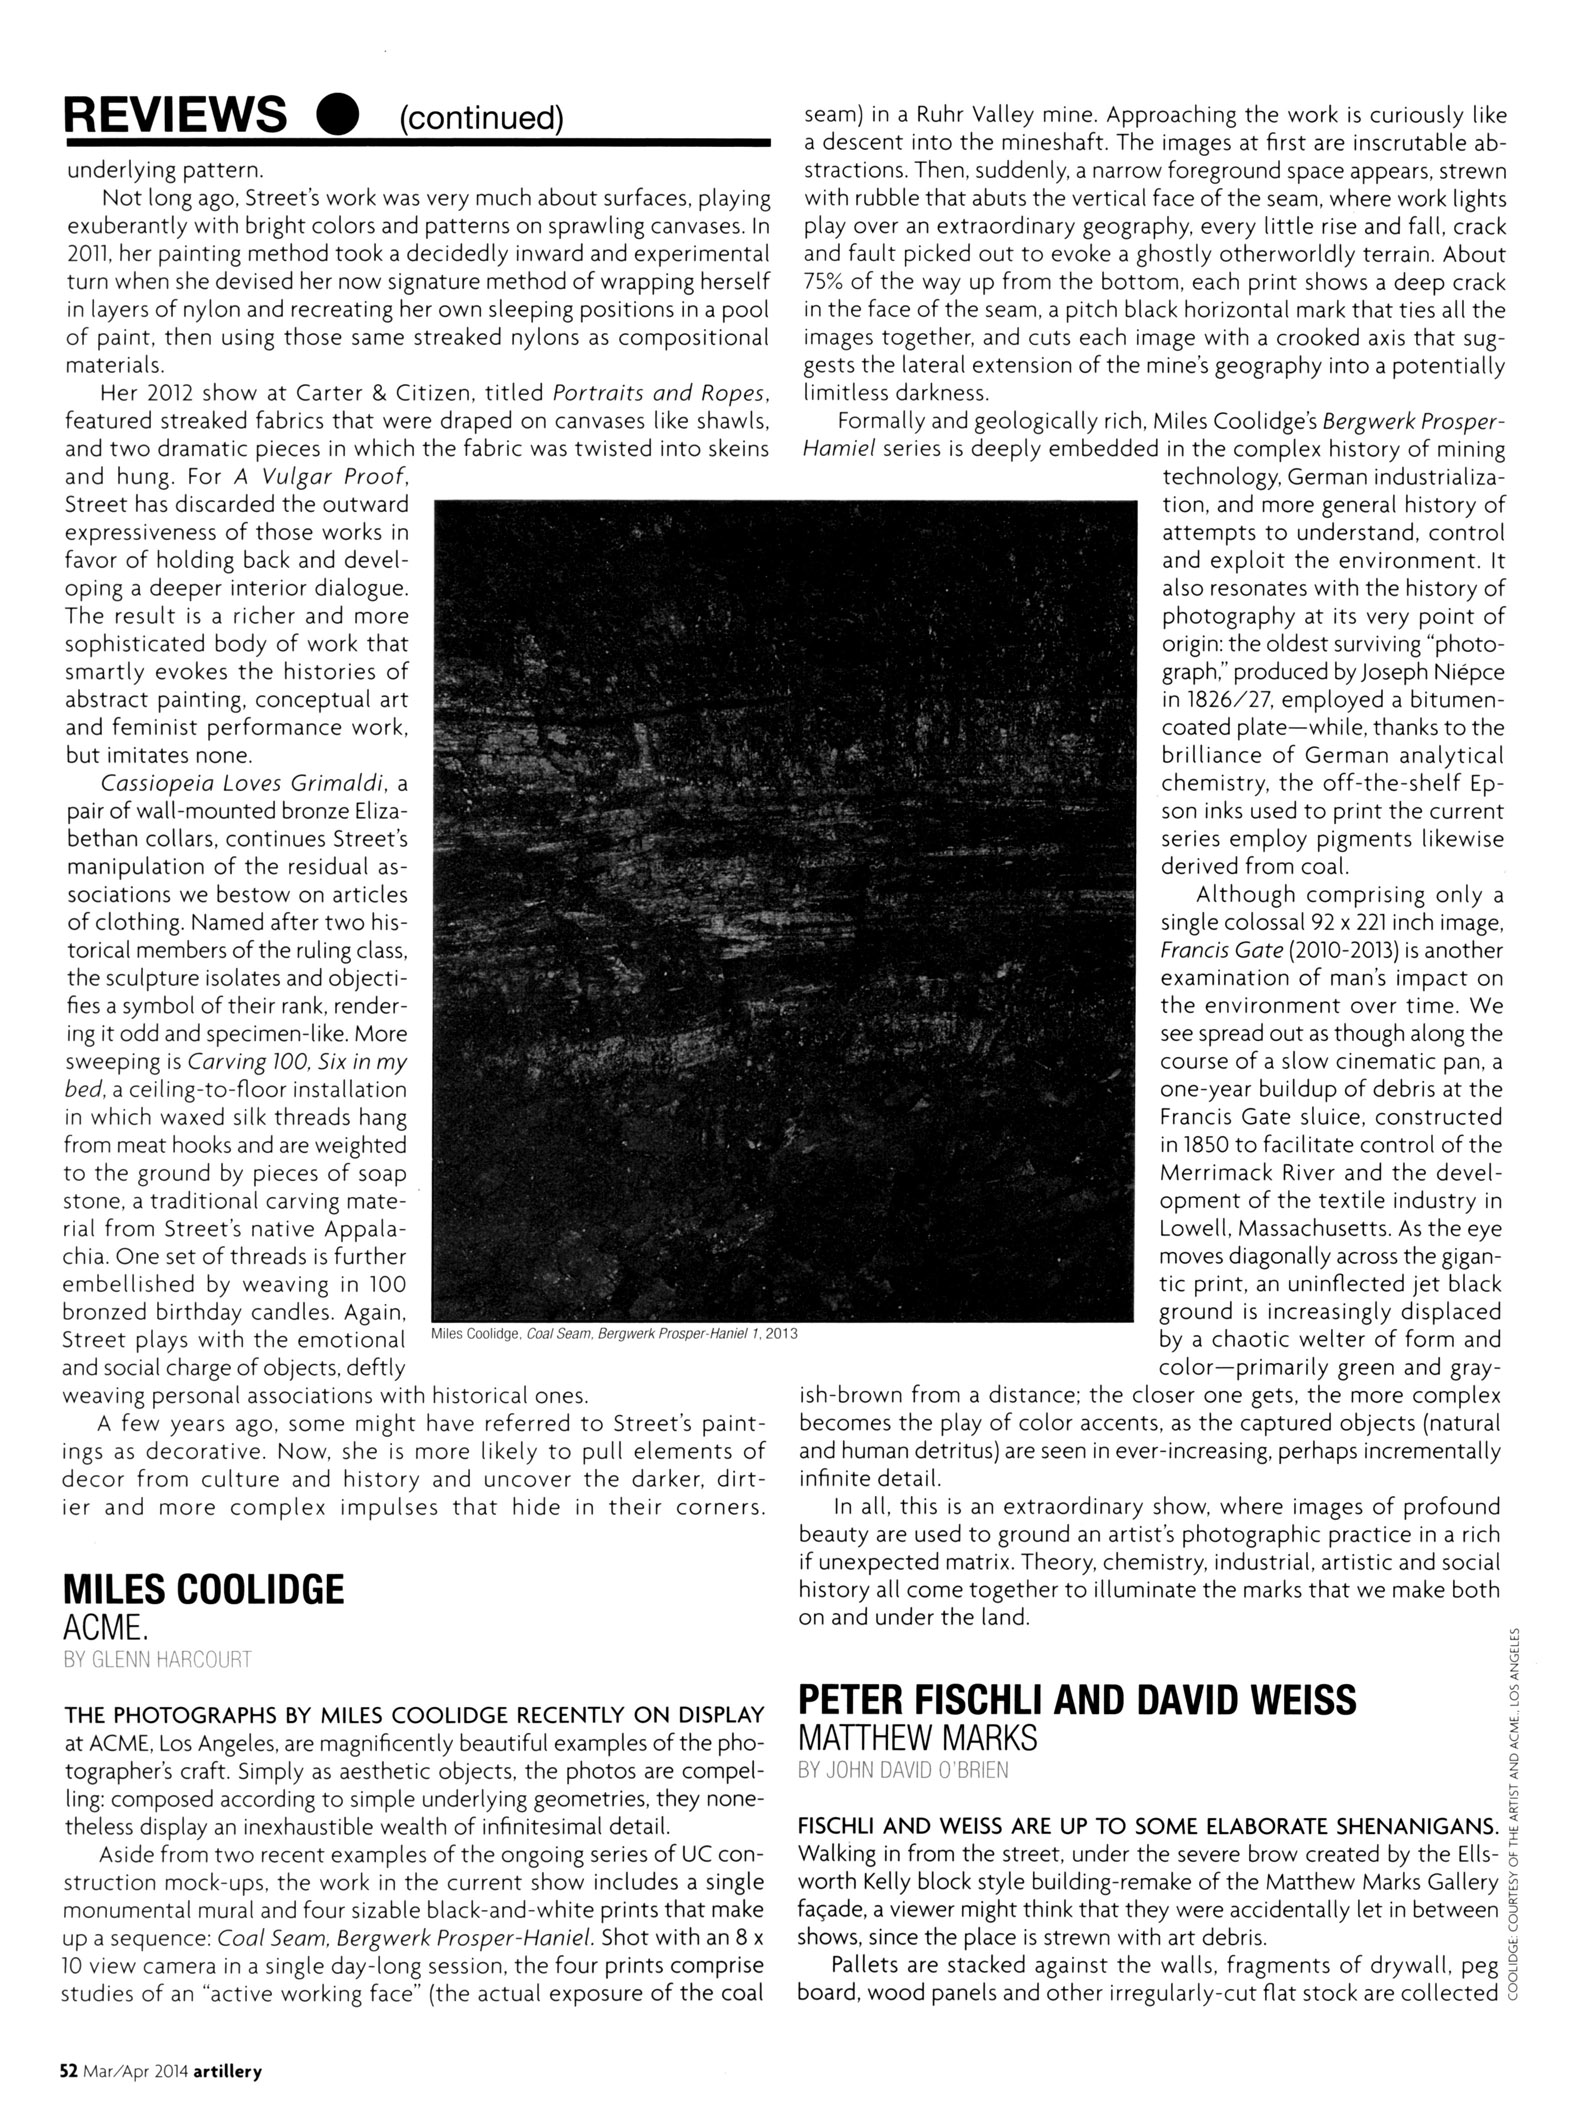 REVIEWS ● (continued)
underlying pattern.
Not long ago, Street's work was very much about surfaces, playing
exuberantly with bright colors and patterns on sprawling canvases. In
2011, her painting method took a decidedly inward and experimental
turn when she devised her now signature method of wrapping herself
in layers of nylon and recreating her own sleeping positions in a pool
of paint, then using those same streaked nylons as compositional
materials.
Her 2012 show at Carter & Citizen, titled Portraits and Ropes,
featured streaked fabrics that were draped on canvases like shawls,
and two dramatic pieces in which the fabric was twisted into skeins
and hung. For A Vulgar Proof,
Street has discarded the outward
expressiveness of those works in
favor of holding back and devel-
oping a deeper interior dialogue.
The result is a richer and more
sophisticated body of work that
smartly evokes the histories of
abstract painting, conceptual art
and feminist performance work,
but imitates none.
Cassiopeia Loves Grimaldi, a
pair of wall-mounted bronze Eliza-
bethan collars, continues Street's
manipulation of the residual as-
sociations we bestow on articles
of clothing. Named after two his-
torical members of the ruling class,
the sculpture isolates and objecti-
fies a symbol of their rank, render-
ing it odd and specimen-like. More
sweeping is Carving 100, Six in my
bed, a ceiling-to-floor installation
in which waxed silk threads hang
from meat hooks and are weighted
to the ground by pieces of soap
stone, a traditional carving mate-
rial from Street's native Appala-
chia. One set of threads is further
embellished by weaving in 100
bronzed birthday candles. Again,
Street plays with the emotional
and social charge of objects, deftly
weaving personal associations with historical ones.
A few years ago, some might have referred to Street's paint-
ings as decorative. Now, she is more likely to pull elements of
decor from culture and history and uncover the darker, dirt-
ier and more complex impulses that hide in their corners.
MILES COOLIDGE
ACME.
BY GLENN HARCOURT
THE PHOTOGRAPHS BY MILES COOLIDGE RECENTLY ON DISPLAY
at ACME, Los Angeles, are magnificently beautiful examples of the pho-
tographer's craft. Simply as aesthetic objects, the photos are compel-
ling: composed according to simple underlying geometries, they none-
theless display an inexhaustible wealth of infinitesimal detail.
Aside from two recent examples of the ongoing series of UC con-
struction mock-ups, the work in the current show includes a single
monumental mural and four sizable black-and-white prints that make
up a sequence: Coal Seam, Bergwerk Prosper-Haniel. Shot with an 8 x
10 view camera in a single day-long session, the four prints comprise
studies of an "active working face" (the actual exposure of the coal
seam) in a Ruhr Valley mine. Approaching the work is curiously like
a descent into the mineshaft. The images at first are inscrutable ab-
stractions. Then, suddenly, a narrow foreground space appears, strewn
with rubble that abuts the vertical face of the seam, where work lights
play over an extraordinary geography, every little rise and fall, crack
and fault picked out to evoke a ghostly otherworldly terrain. About
75% of the way up from the bottom, each print shows a deep crack
in the face of the seam, a pitch black horizontal mark that ties all the
images together, and cuts each image with a crooked axis that sug-
gests the lateral extension of the mine's geography into a potentially
limitless darkness.
Formally and geologically rich, Miles Coolidge's Bergwerk Prosper-
Hamiel series is deeply embedded in the complex history of mining
technology, German industrializa-
tion, and more general history of
attempts to understand, control
and exploit the environment. It
also resonates with the history of
photography at its very point of
origin: the oldest surviving "photo-
graph," produced by Joseph Niépce
in 1826/27, employed a bitumen-
coated plate—while, thanks to the
brilliance of German analytical
chemistry, the off-the-shelf Ep-
son inks used to print the current
series employ pigments likewise
derived from coal.
Although comprising only a
single colossal 92 x 221 inch image,
Francis Gate (2010-2013) is another
examination of man's impact on
the environment over time. We
see spread out as though along the
course of a slow cinematic pan, a
one-year buildup of debris at the
Francis Gate sluice, constructed
in 1850 to facilitate control of the
Merrimack River and the devel-
opment of the textile industry in
Lowell, Massachusetts. As the eye
moves diagonally across the gigan-
tic print, an uninflected jet black
ground is increasingly displaced
by a chaotic welter of form and
color—primarily green and gray-
ish-brown from a distance; the closer one gets, the more complex
becomes the play of color accents, as the captured objects (natural
and human detritus) are seen in ever-increasing, perhaps incrementally
infinite detail.
In all, this is an extraordinary show, where images of profound
beauty are used to ground an artist's photographic practice in a rich
if unexpected matrix. Theory, chemistry, industrial, artistic and social
history all come together to illuminate the marks that we make both
on and under the land.
Miles Coolidge, Coal Seam, Bergwerk Prosper-Haniel 1, 2013
PETER FISCHLI AND DAVID WEISS
MATTHEW MARKS
BY JOHN DAVID O'BRIEN
FISCHLI AND WEISS ARE UP TO SOME ELABORATE SHENANIGANS.
Walking in from the street, under the severe brow created by the Ells-
worth Kelly block style building-remake of the Matthew Marks Gallery
façade, a viewer might think that they were accidentally let in between
shows, since the place is strewn with art debris.
Pallets are stacked against the walls, fragments of drywall, peg
board, wood panels and other irregularly-cut flat stock are collected
COOLIDGE: COURTESY OF THE ARTIST AND ACME., LOS ANGELES
52 Mar/Apr 2014 artillery